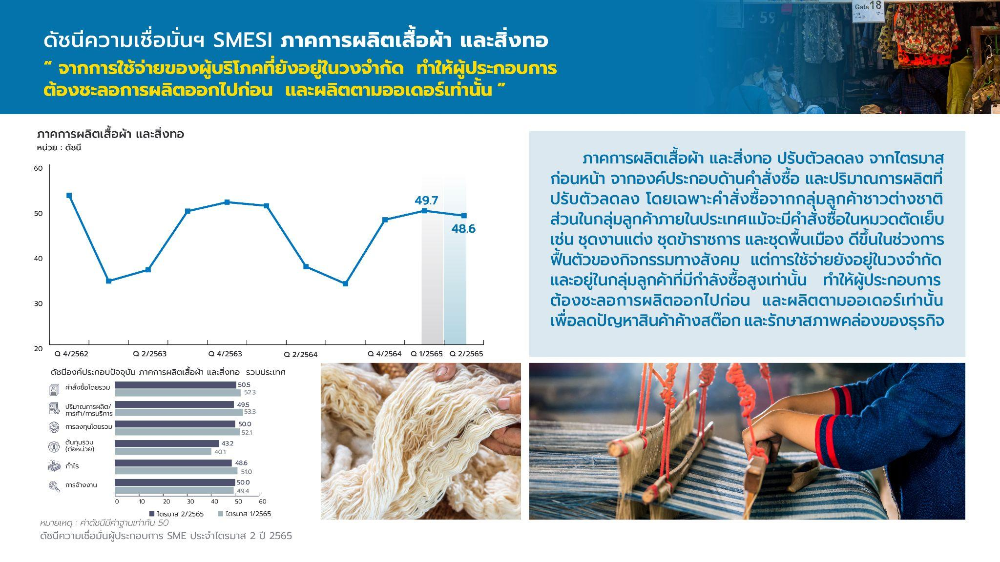 Gate 18
59
19
17
ดัชนีความเชื่อมั่นฯ SMESI ภาคการผลิตเสื้อผ้า และสิ่งทอ
“ จากการใช้จ่ายของผู้บริโภคที่ยังอยู่ในวงจำกัด ทำให้ผู้ประกอบการ
ต้องชะลอการผลิตออกไปก่อน และผลิตตามออเดอร์เท่านั้น ”
ภาคการผลิตเสื้อผ้า และสิ่งทอ
หน่วย : ดัชนี
60
50
40
30
20
49.7
48.6
Q 4/2562 Q 2/2563 Q 4/2563 Q 2/2564 Q 4/2564 Q 1/2565 Q 2/2565
ภาคการผลิตเสื้อผ้า และสิ่งทอ ปรับตัวลดลง จากไตรมาส
ก่อนหน้า จากองค์ประกอบด้านคำสั่งซื้อ และปริมาณการผลิตที่
ปรับตัวลดลง โดยเฉพาะคำสั่งซื้อจากกลุ่มลูกค้าชาวต่างชาติ
ส่วนในกลุ่มลูกค้าภายในประเทศแม้จะมีคำสั่งซื้อในหมวดตัดเย็บ
เช่น ชุดงานแต่ง ชุดข้าราชการ และชุดพื้นเมือง ดีขึ้นในช่วงการ
ฟื้นตัวของกิจกรรมทางสังคม แต่การใช้จ่ายยังอยู่ในวงจำกัด
และอยู่ในกลุ่มลูกค้าที่มีกำลังซื้อสูงเท่านั้น ทำให้ผู้ประกอบการ
ต้องชะลอการผลิตออกไปก่อน และผลิตตามออเดอร์เท่านั้น
เพื่อลดปัญหาสินค้าค้างสต๊อก และรักษาสภาพคล่องของธุรกิจ
ดัชนีองค์ประกอบปัจจุบัน ภาคการผลิตเสื้อผ้า และสิ่งทอ รวมประเทศ
คำสั่งซื้อโดยรวม
50.5
52.3
ปริมาณการผลิต/
การค้า/การบริการ
49.5
53.3
การลงทุนโดยรวม
50.0
52.1
ต้นทุนรวม
(ต่อหน่วย)
43.2
40.1
กำไร
48.6
51.0
การจ้างงาน
50.0
49.4
0 10 20 30 40 50 60
ไตรมาส 2/2565 ไตรมาส 1/2565
หมายเหตุ : ค่าดัชนีมีค่าฐานเท่ากับ 50
ดัชนีความเชื่อมั่นผู้ประกอบการ SME ประจำไตรมาส 2 ปี 2565